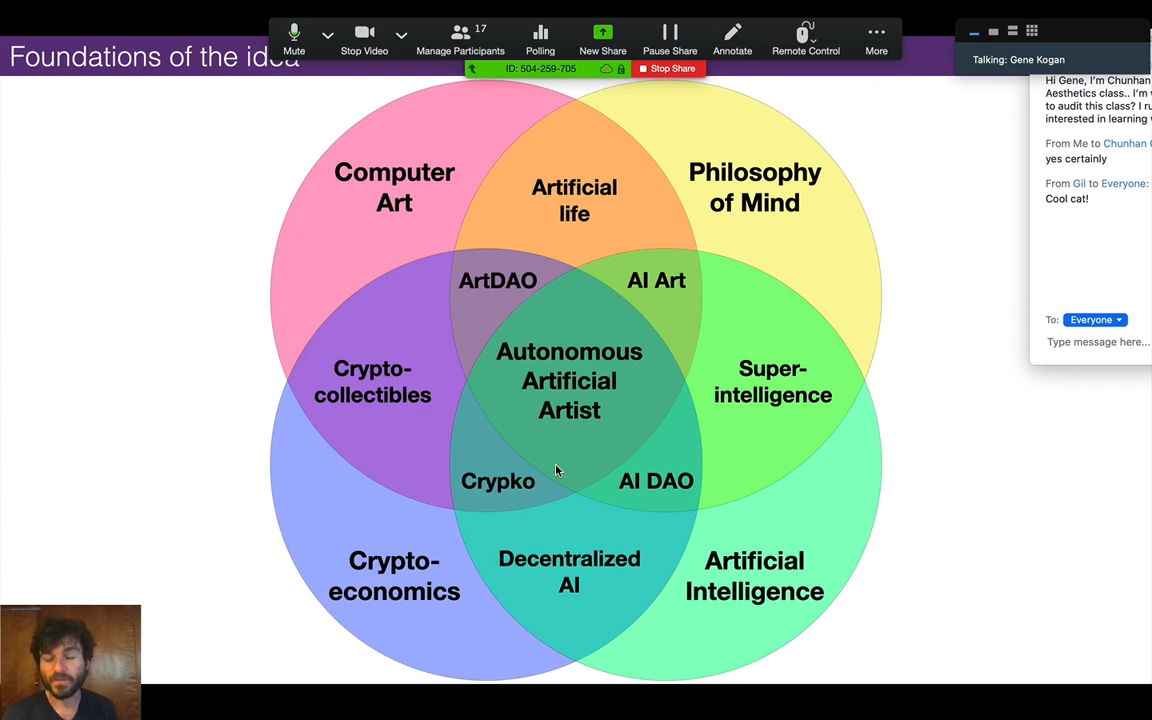 17
Mute
Stop Video
Manage Participants
Polling
New Share
Pause Share
Annotate
Remote Control
More
Foundations of the idea
ID: 504-259-705
Stop Share
Talking: Gene Kogan
Hi Gene, I'm Chunhan
Aesthetics class.. I'm
to audit this class? I
interested in learning
From Me to Chunhan
yes certainly
From Gil to Everyone:
Cool cat!
To: Everyone
Type message here...
Computer
Art
Artificial
life
Philosophy
of Mind
ArtDAO
AI Art
Crypto-
collectibles
Autonomous
Artificial
Artist
Super-
intelligence
Crypko
AI DAO
Crypto-
economics
Decentralized
AI
Artificial
Intelligence